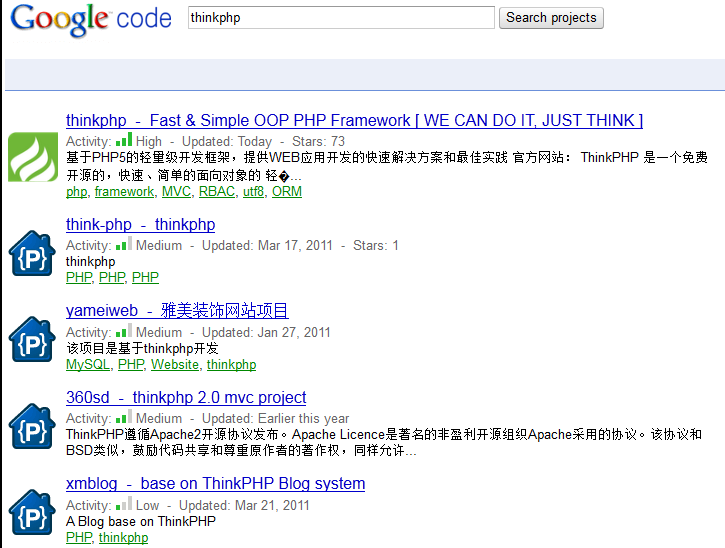 Google code
thinkphp
Search projects
thinkphp - Fast & Simple OOP PHP Framework [ WE CAN DO IT, JUST THINK ]
Activity: High - Updated: Today - Stars: 73
基于PHP5的轻量级开发框架，提供WEB应用开发的快速解决方案和最佳实践 官方网站： ThinkPHP 是一个免费
开源的，快速、简单的面向对象的 轻�...
php, framework, MVC, RBAC, utf8, ORM
think-php - thinkphp
Activity: Medium - Updated: Mar 17, 2011 - Stars: 1
thinkphp
PHP, PHP, PHP
{P}
yameiweb - 雅美装饰网站项目
Activity: Medium - Updated: Jan 27, 2011
该项目是基于thinkphp开发
MySQL, PHP, Website, thinkphp
{P}
360sd - thinkphp 2.0 mvc project
Activity: Medium - Updated: Earlier this year
ThinkPHP遵循Apache2开源协议发布。Apache Licence是著名的非盈利开源组织Apache采用的协议。该协议和
BSD类似，鼓励代码共享和尊重原作者的著作权，同样允许...
{P}
xmblog - base on ThinkPHP Blog system
Activity: Low - Updated: Mar 21, 2011
A Blog base on ThinkPHP
PHP, thinkphp
{P}